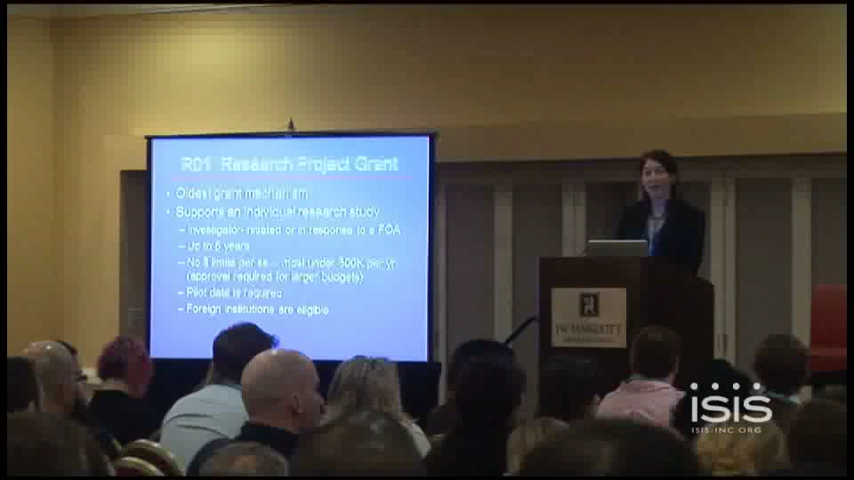 R01 Research Project Grant
• Oldest grant mechanism
• Supports an individual research study
– Investigator-initiated or in response to a FOA
– Up to 5 years
– No $ limits per se – most under 500K per yr
(approval required for larger budgets)
– Pilot data is required
– Foreign institutions are eligible
JW MARRIOTT
isis
ISIS-INC.ORG